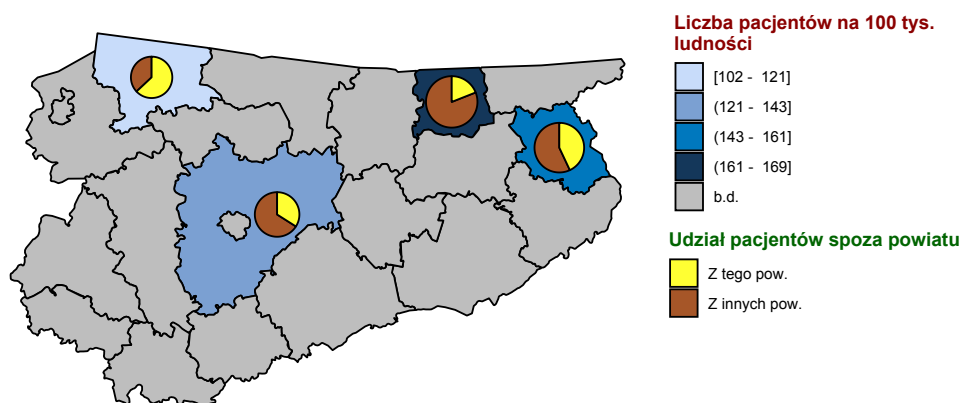 Liczba pacjentów na 100 tys.
ludności
[102 - 121]
(121 - 143]
(143 - 161]
(161 - 169]
b.d.
Udział pacjentów spoza powiatu
Z tego pow.
Z innych pow.